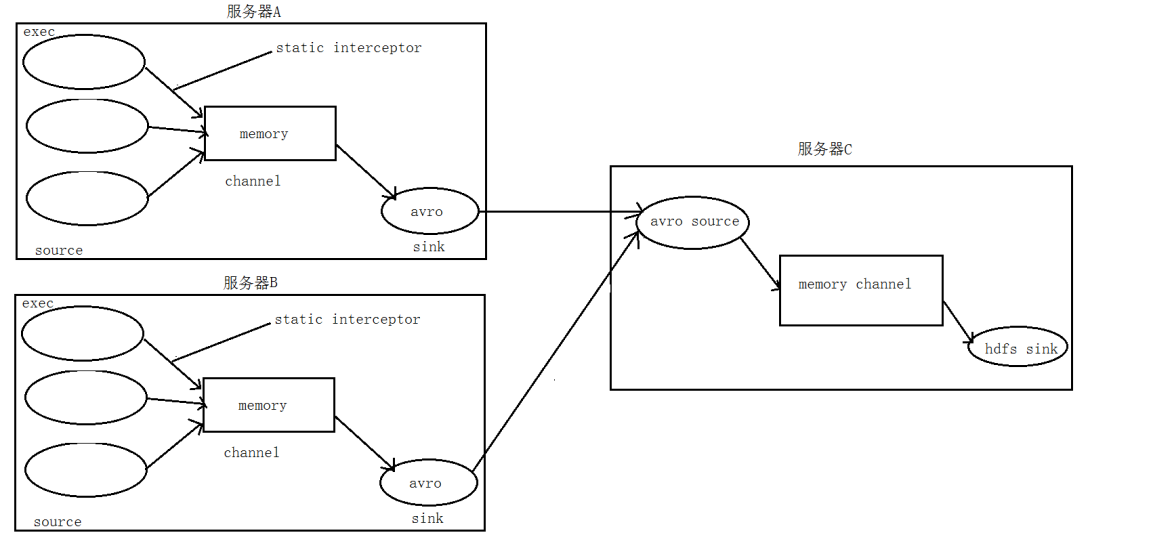 服务器A
exec
static interceptor
memory
channel
avro
sink
source
服务器B
exec
static interceptor
memory
channel
avro
sink
source
服务器C
avro source
memory channel
hdfs sink